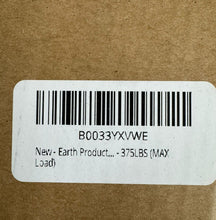 B0033YXVWE
New - Earth Product... - 375LBS (MAX
Load)